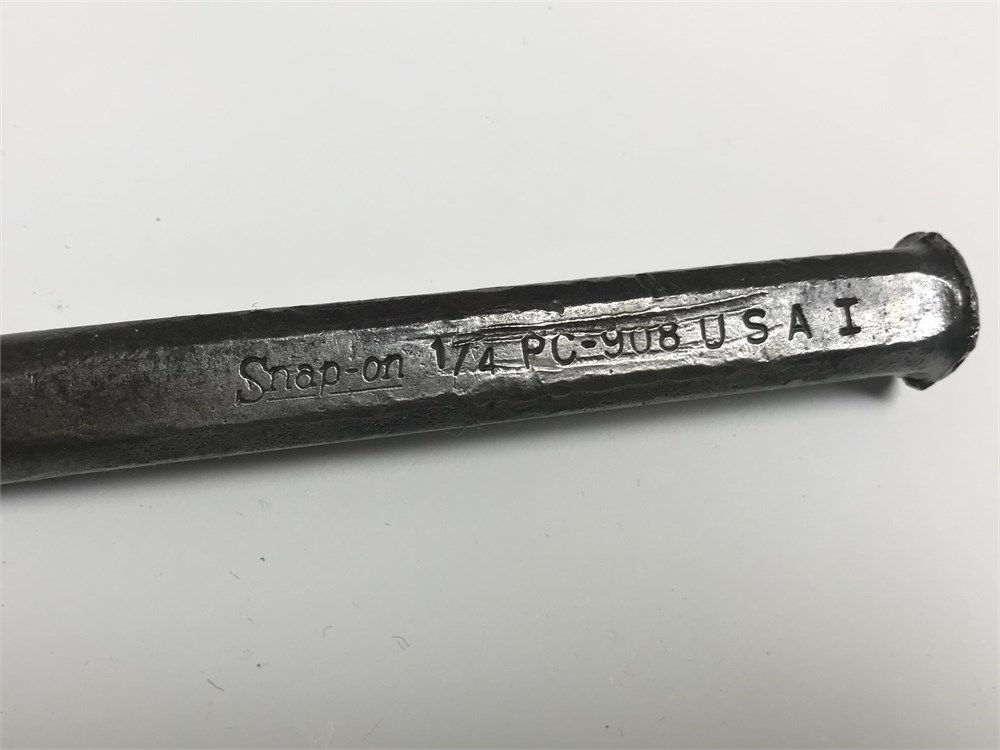 Snap-on 1/4 PC-908 U S A I